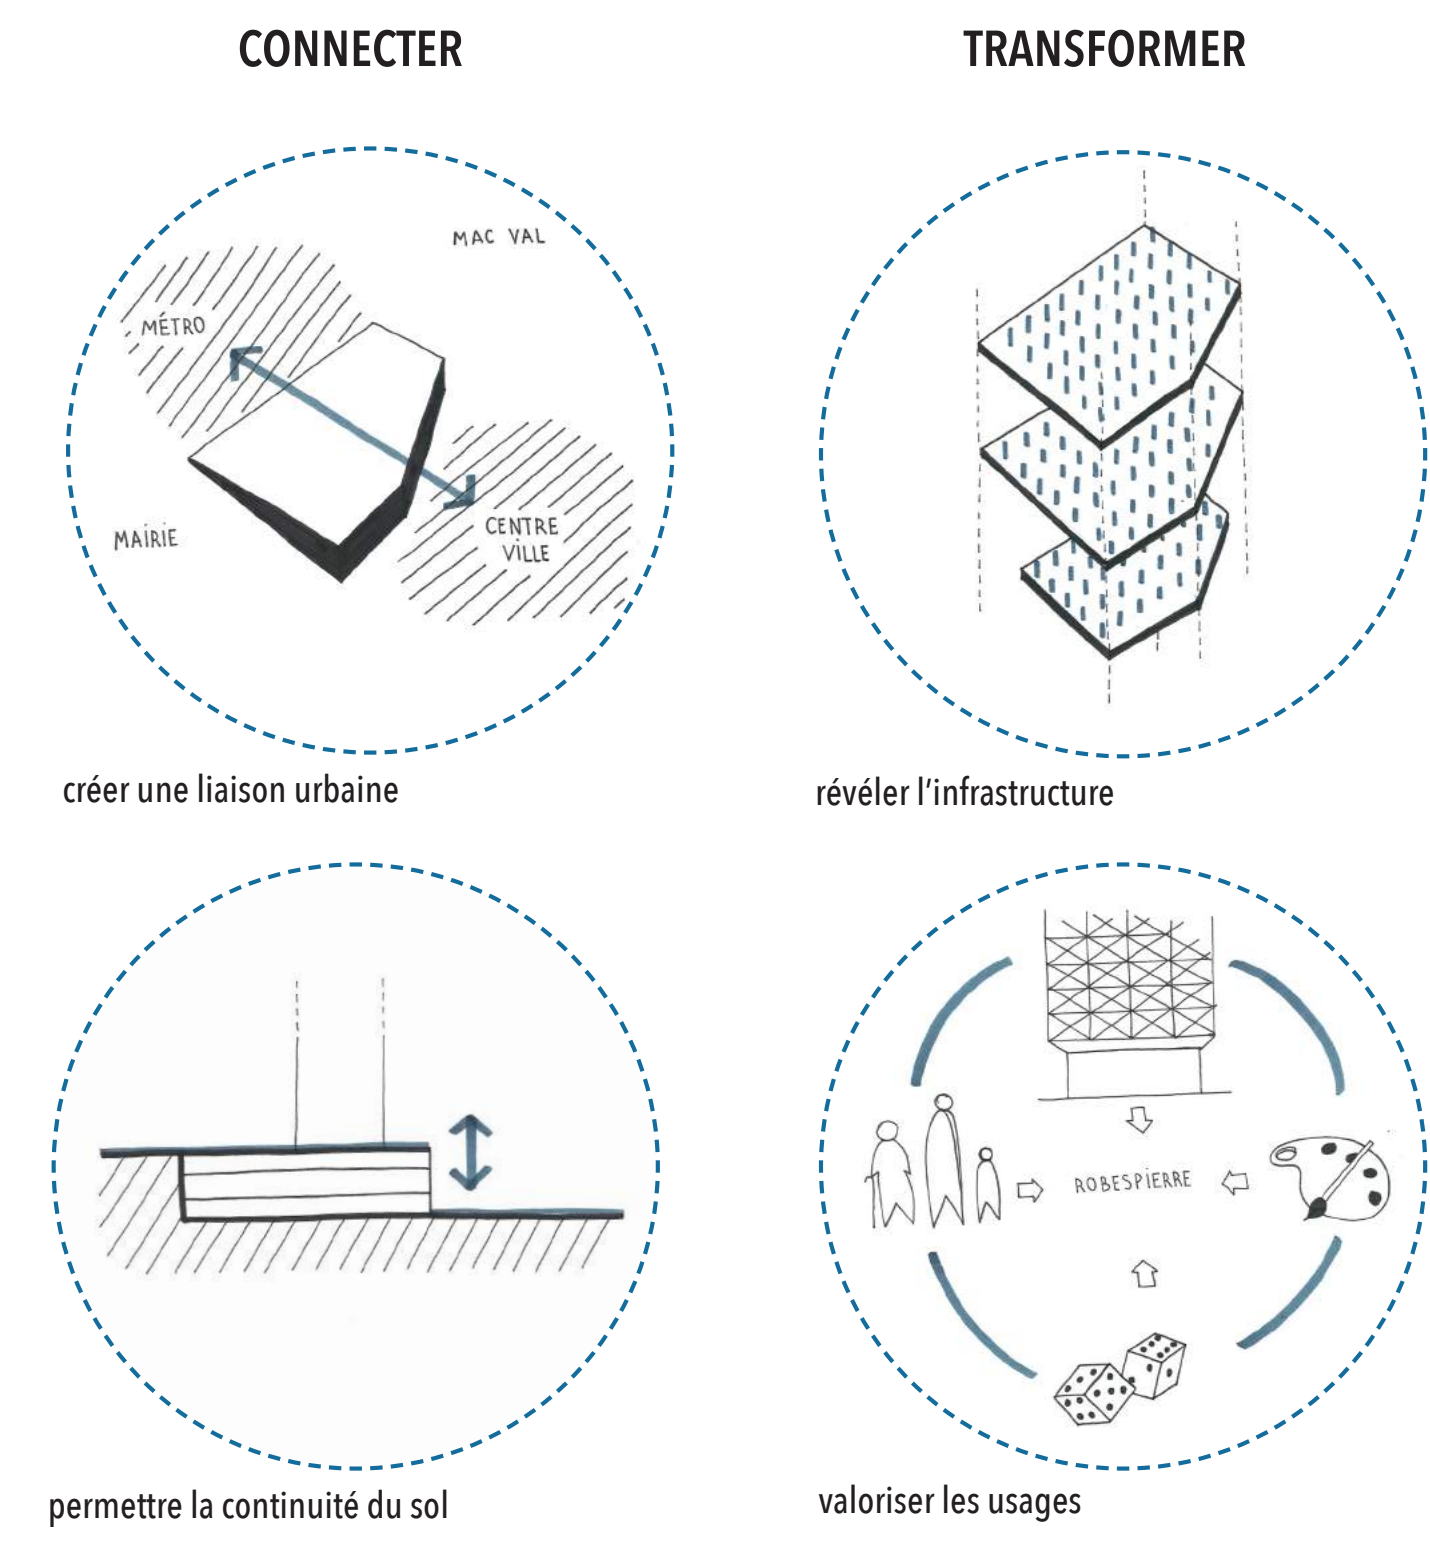 CONNECTER
TRANSFORMER
MAC VAL
MÉTRO
MAIRIE
CENTRE
VILLE
créer une liaison urbaine
révéler l'infrastructure
ROBESPIERRE
permettre la continuité du sol
valoriser les usages